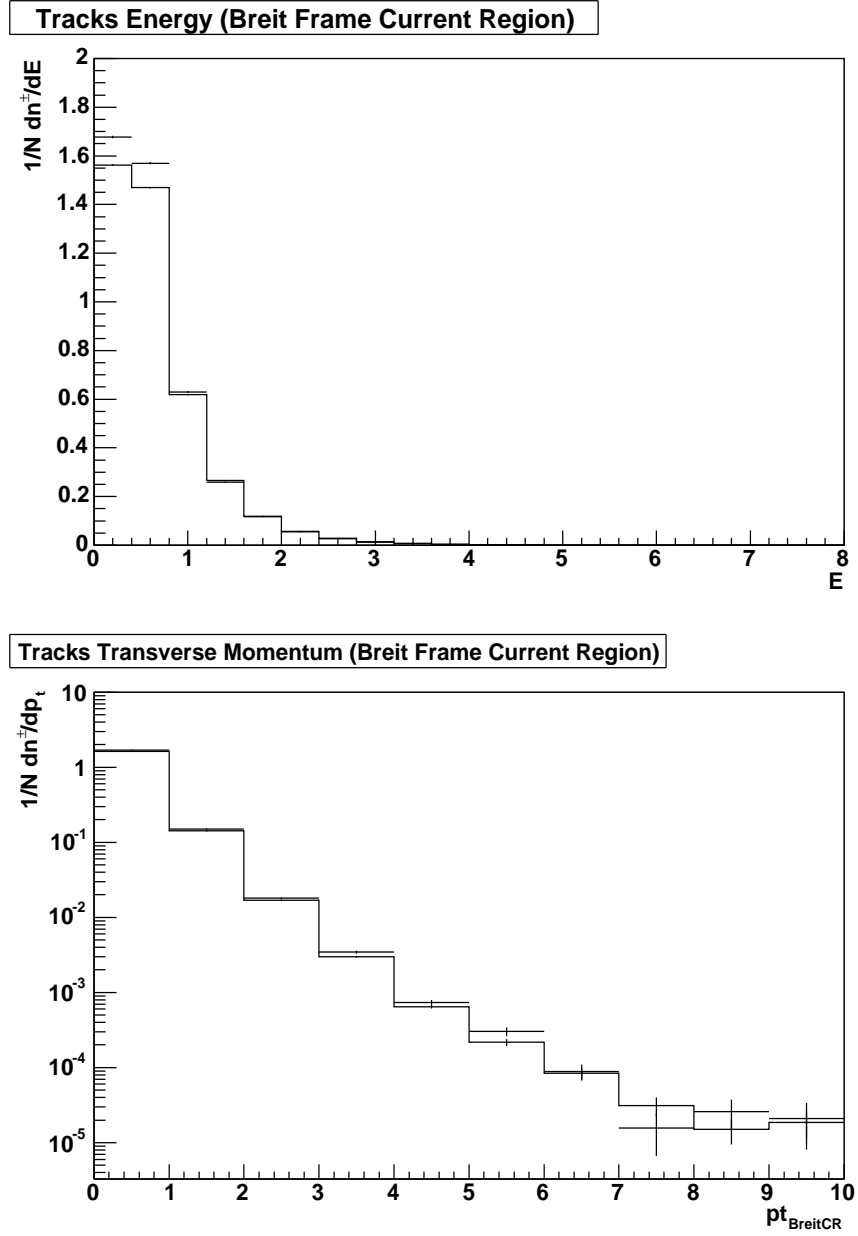 Tracks Energy (Breit Frame Current Region)
1/N dn±/dE
2
1.8
1.6
1.4
1.2
1
0.8
0.6
0.4
0.2
0
0 1 2 3 4 5 6 7 8
E
Tracks Transverse Momentum (Breit Frame Current Region)
1/N dn±/dp_t
10
1
10^-1
10^-2
10^-3
10^-4
10^-5
0 1 2 3 4 5 6 7 8 9 10
pt_BreitCR